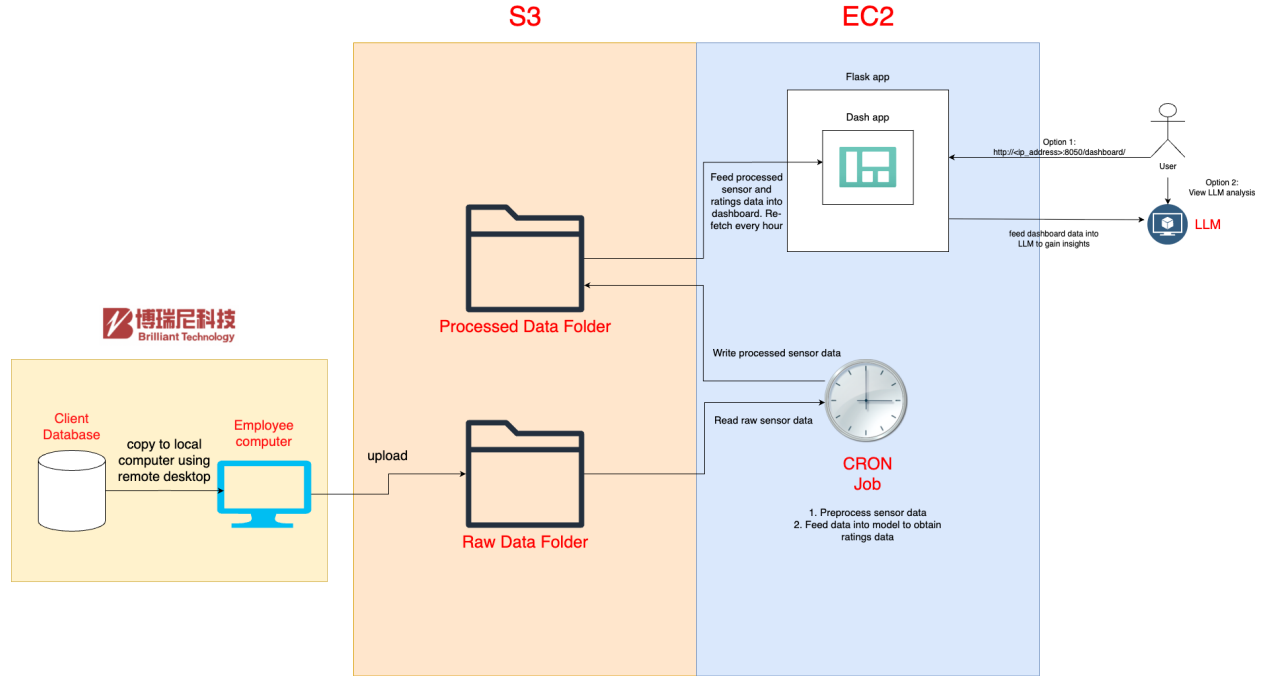 S3
EC2
Flask app
Dash app
Option 1:
http://<ip_address>:8050/dashboard/
User
Option 2:
View LLM analysis
Feed processed
sensor and
ratings data into
dashboard. Re-
fetch every hour
feed dashboard data into
LLM to gain insights
LLM
Processed Data Folder
博瑞尼科技
Brilliant Technology
Write processed sensor data
Client
Database
Employee
computer
copy to local
computer using
remote desktop
upload
Read raw sensor data
CRON
Job
Raw Data Folder
1. Preprocess sensor data
2. Feed data into model to obtain
ratings data